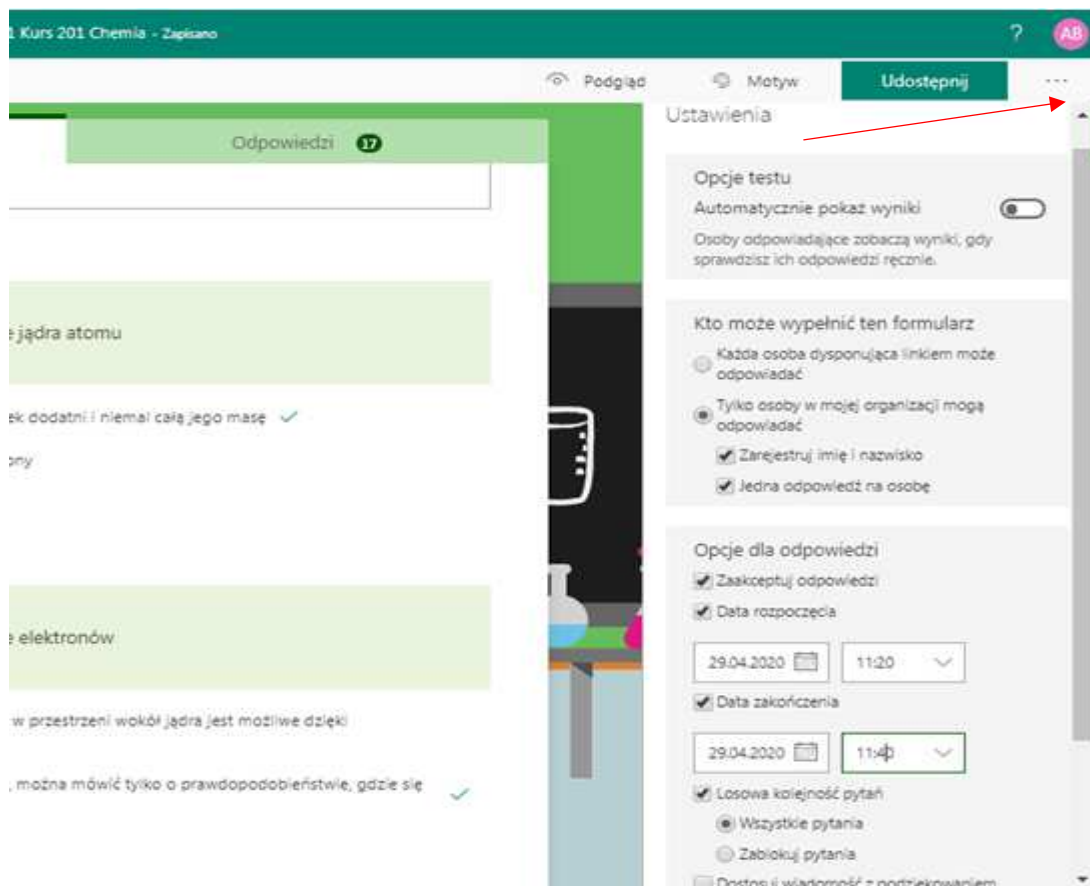 1 Kurs 201 Chemia - Zapisano
? AB
Podgląd Motyw Udostępnij ...
Odpowiedzi 17
e jądra atomu
ek dodatni i niemal całą jego masę
ony
e elektronów
w przestrzeni wokół jądra jest możliwe dzięki
, można mówić tylko o prawdopodobieństwie, gdzie się
Ustawienia
Opcje testu
Automatycznie pokaż wyniki
Osoby odpowiadające zobaczą wyniki, gdy
sprawdzisz ich odpowiedzi ręcznie.
Kto może wypełnić ten formularz
Każda osoba dysponująca linkiem może
odpowiadać
Tylko osoby w mojej organizacji mogą
odpowiadać
Zarejestruj imię i nazwisko
Jedna odpowiedź na osobę
Opcje dla odpowiedzi
Zaakceptuj odpowiedzi
Data rozpoczęcia
29.04.2020 11:20
Data zakończenia
29.04.2020 11:40
Losowa kolejność pytań
Wszystkie pytania
Zablokuj pytania
Dostosuj wiadomość z podziękowaniem